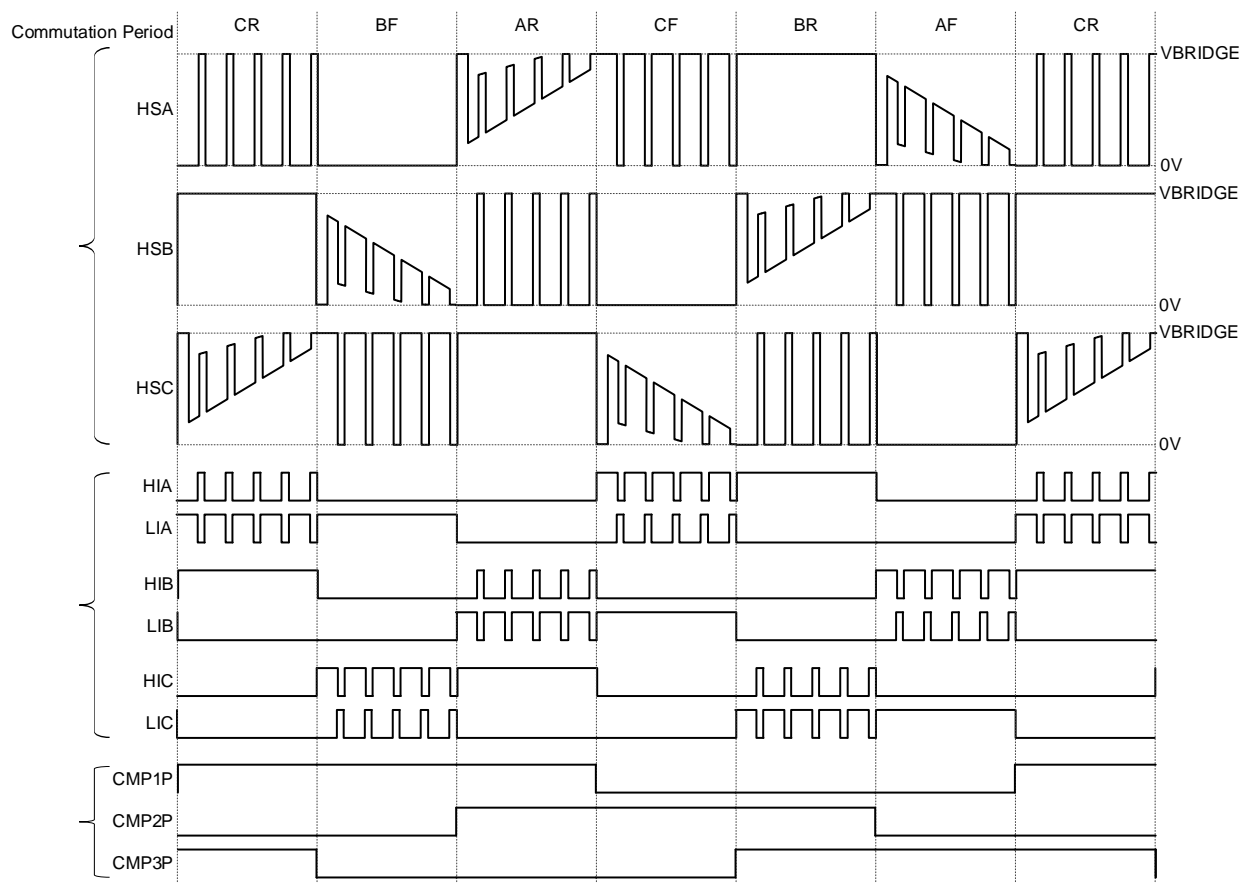 Commutation Period CR BF AR CF BR AF CR
VBRIDGE
HSA
0V
VBRIDGE
HSB
0V
VBRIDGE
HSC
0V
HIA
LIA
HIB
LIB
HIC
LIC
CMP1P
CMP2P
CMP3P